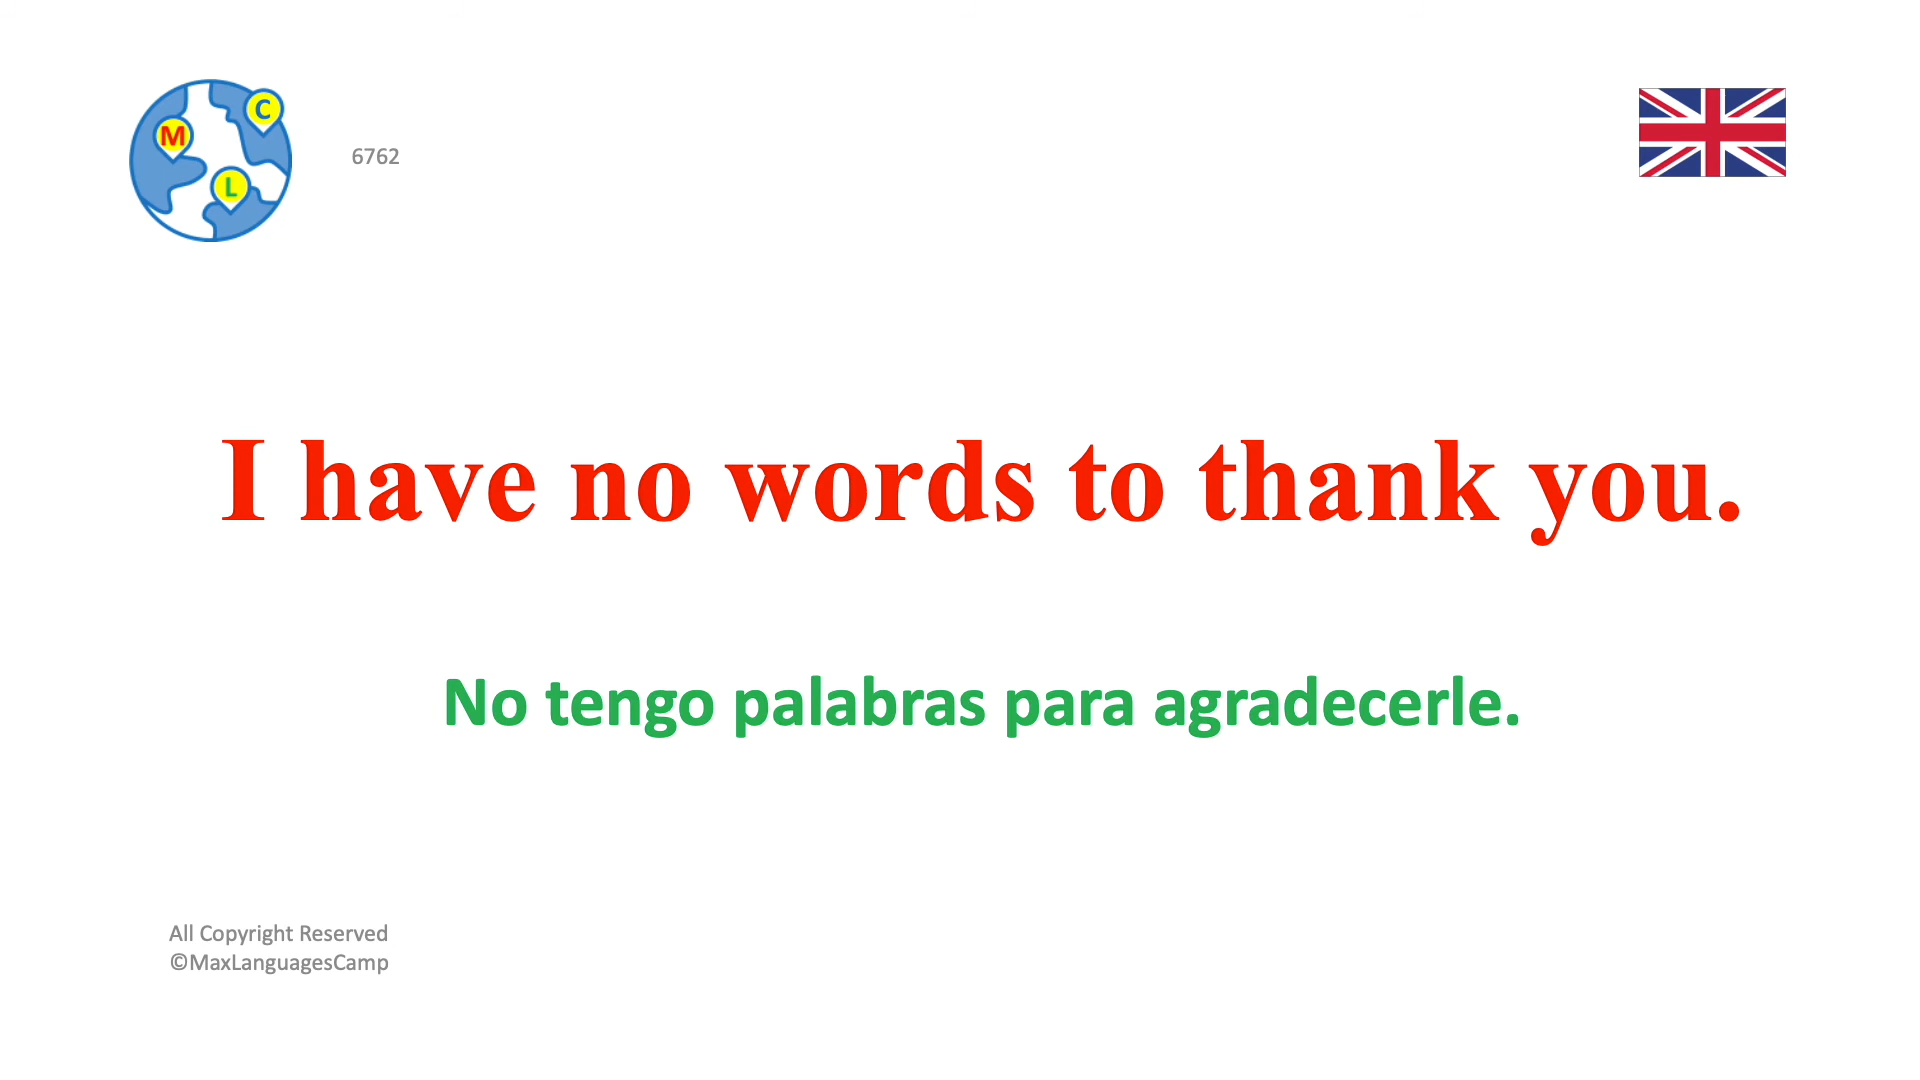 C
M
6762
L
I have no words to thank you.
No tengo palabras para agradecerle.
All Copyright Reserved
©MaxLanguagesCamp